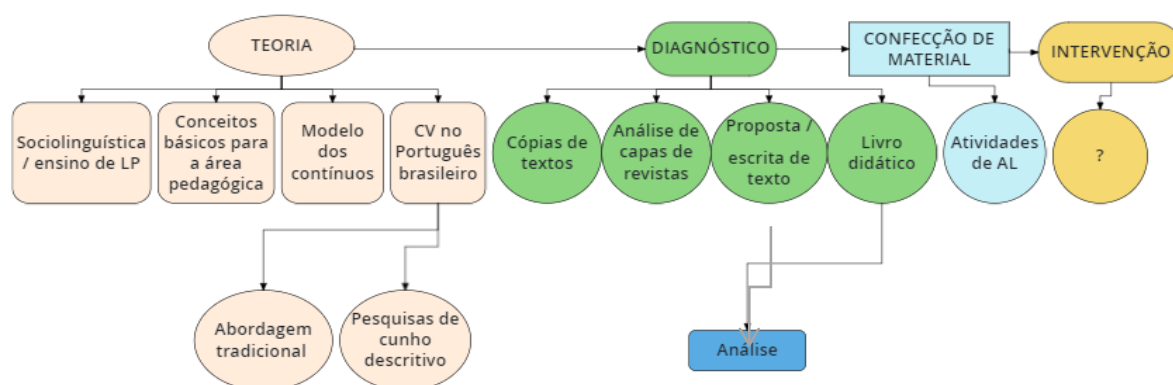 TEORIA
DIAGNÓSTICO
CONFECÇÃO DE
MATERIAL
INTERVENÇÃO
Sociolinguística
/ ensino de LP
Conceitos
básicos para a
área
pedagógica
Modelo
dos
contínuos
CV no
Português
brasileiro
Cópias de
textos
Análise de
capas de
revistas
Proposta /
escrita de
texto
Livro
didático
Atividades
de AL
?
Abordagem
tradicional
Pesquisas de
cunho
descritivo
Análise